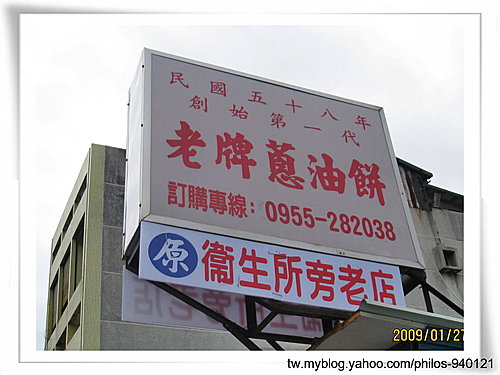 民國五十八年
創始第一代
老牌蔥油餅
訂購專線：0955-282038
原 衞生所旁老店
2009/01/27
tw.myblog.yahoo.com/philos-940121